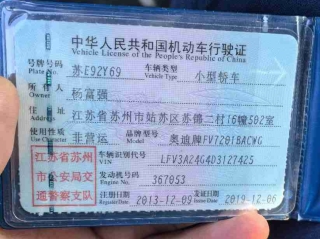 中华人民共和国机动车行驶证
Vehicle License of the People's Republic of China
号牌号码 苏E92Y69 车辆类型 小型轿车
Plate No. Vehicle Type
所有人 杨富强
Owner
住址 江苏省苏州市姑苏区苏锦二村16幢502室
Address
使用性质 非营运 品牌型号 奥迪牌FV7201BACWG
Use Character Model
江苏省苏州 车辆识别代号 LFV3A24G4D3127425
市公安局交 VIN
通警察支队 发动机号码 367053
Engine No.
注册日期 2013-12-09 发证日期 2019-12-06
Register Date Issue Date